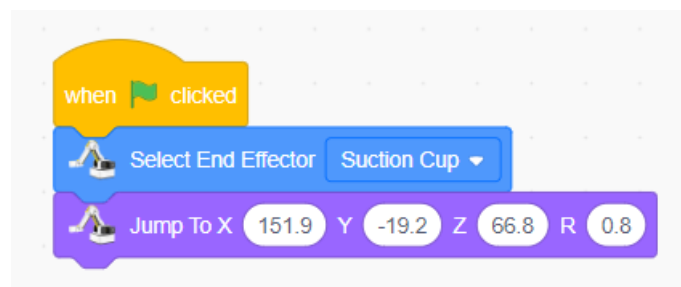 when clicked
Select End Effector Suction Cup
Jump To X 151.9 Y -19.2 Z 66.8 R 0.8